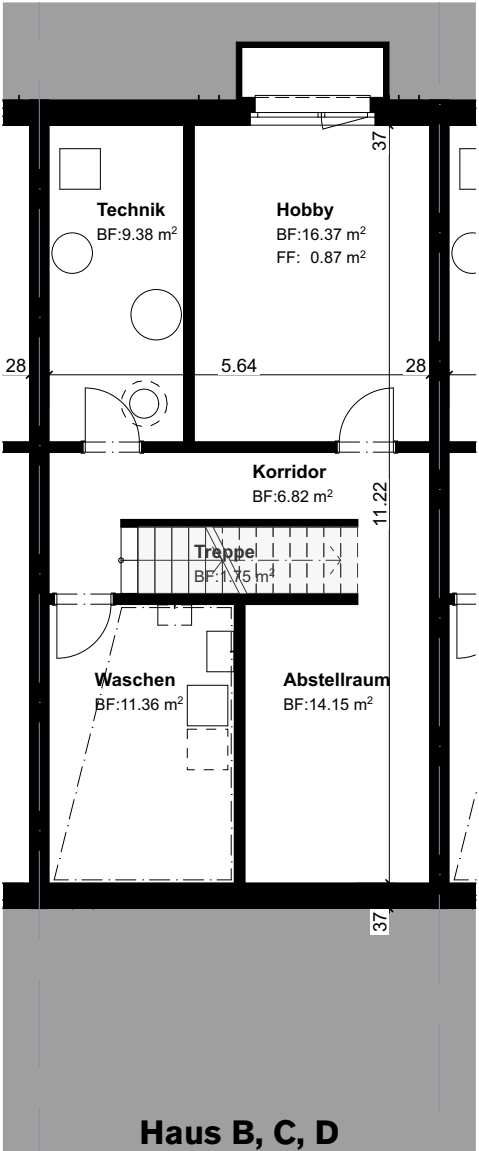 37
Technik
BF:9.38 m²
Hobby
BF:16.37 m²
FF: 0.87 m²
28
5.64
28
Korridor
BF:6.82 m²
11.22
Treppe
BF:1.75 m²
Waschen
BF:11.36 m²
Abstellraum
BF:14.15 m²
37
Haus B, C, D